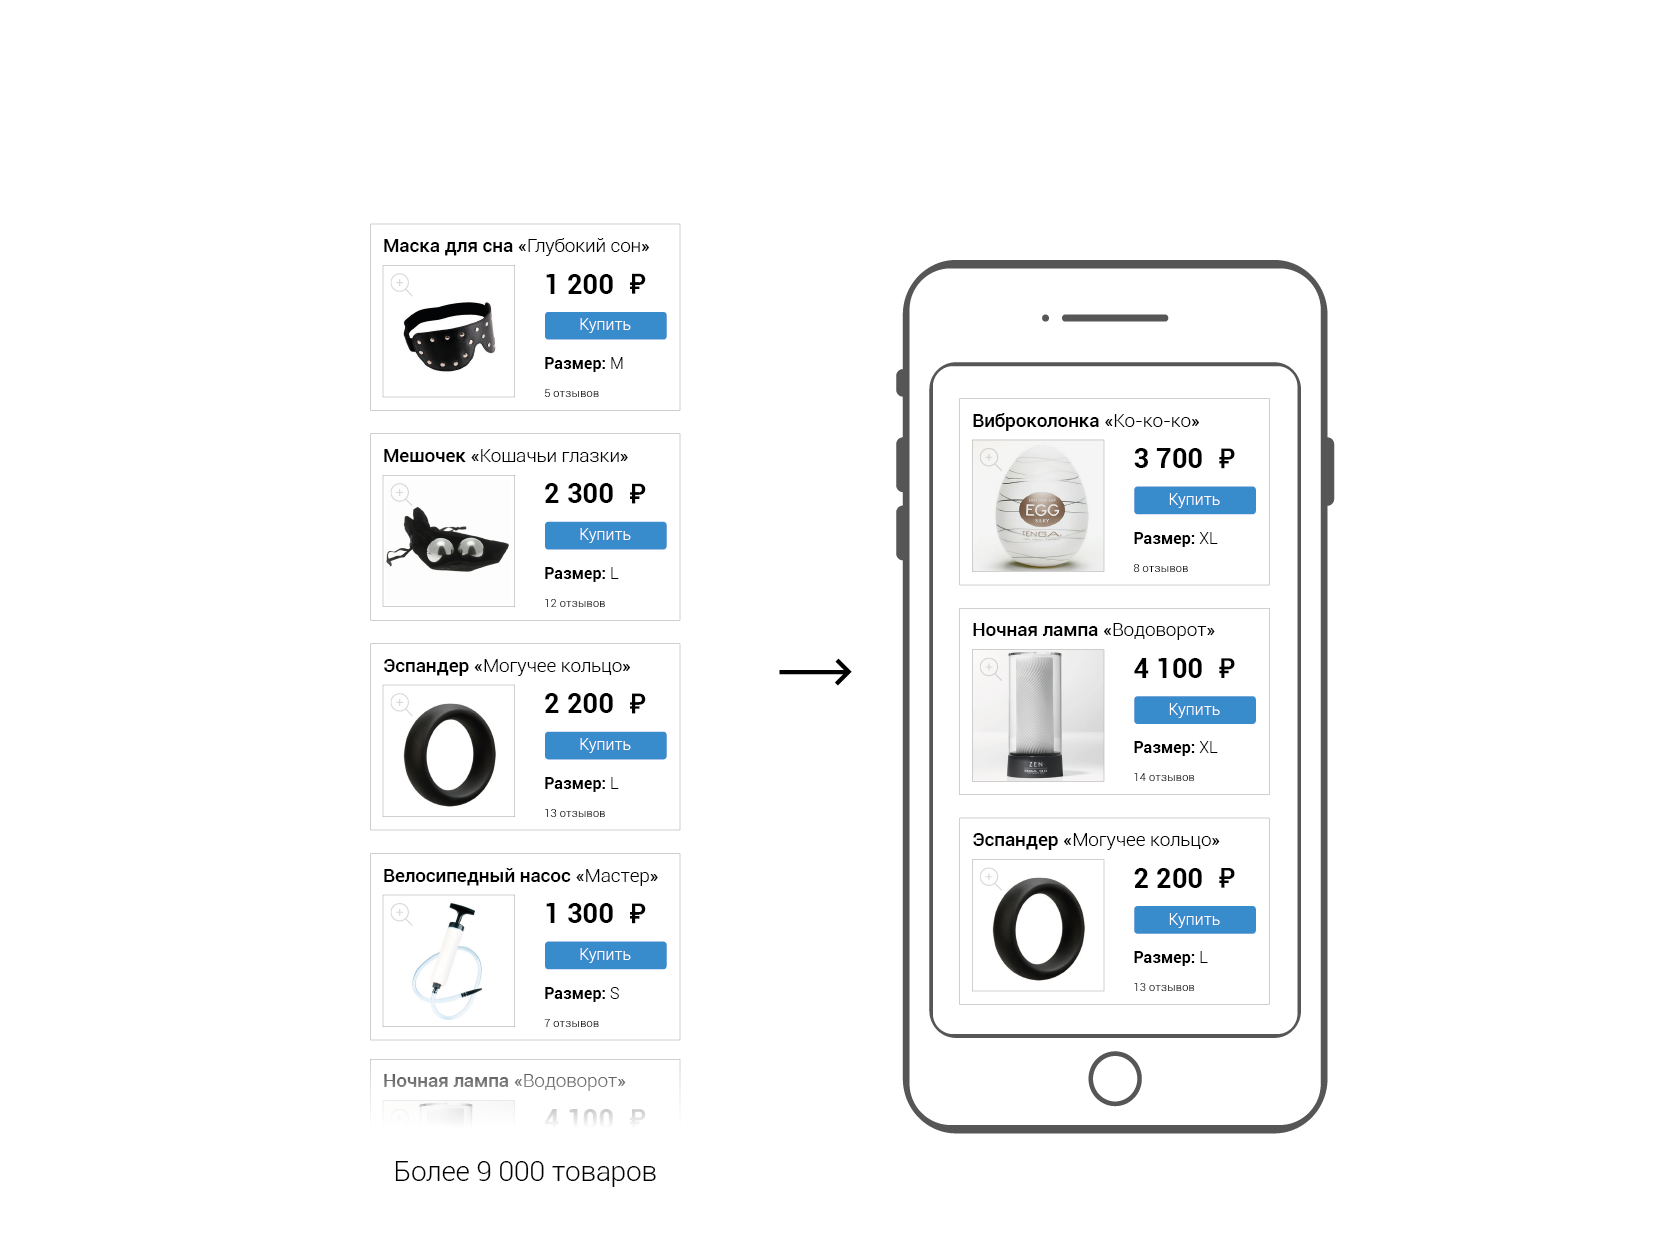 Маска для сна «Глубокий сон»
1 200 ₽
Купить
Размер: M
5 отзывов
Мешочек «Кошачьи глазки»
2 300 ₽
Купить
Размер: L
12 отзывов
Эспандер «Могучее кольцо»
2 200 ₽
Купить
Размер: L
13 отзывов
Велосипедный насос «Мастер»
1 300 ₽
Купить
Размер: S
7 отзывов
Ночная лампа «Водоворот»
4 100 ₽
Более 9 000 товаров
Виброколонка «Ко-ко-ко»
3 700 ₽
EGG
SILKY
TENGA
Купить
Размер: XL
8 отзывов
Ночная лампа «Водоворот»
4 100 ₽
ZEN
Купить
Размер: XL
14 отзывов
Эспандер «Могучее кольцо»
2 200 ₽
Купить
Размер: L
13 отзывов